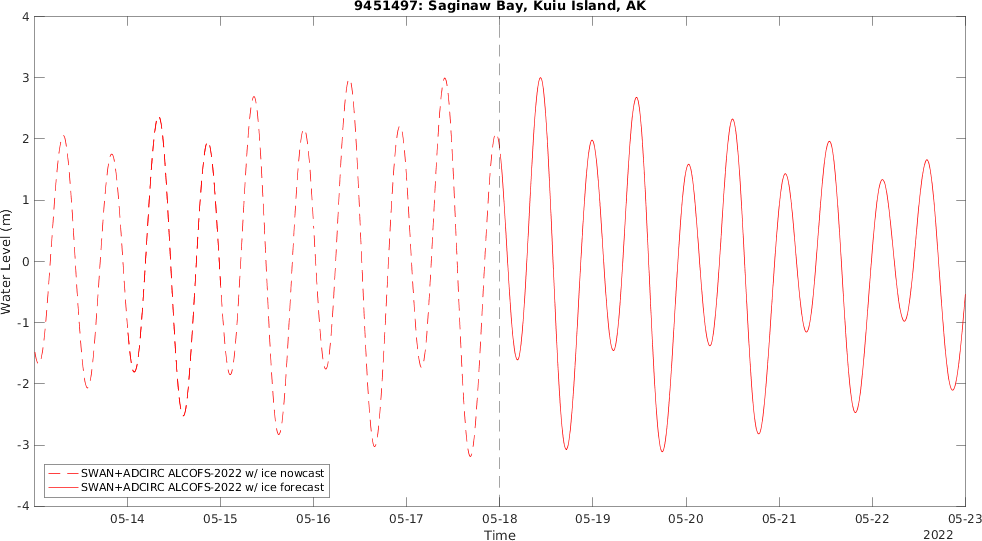 9451497: Saginaw Bay, Kuiu Island, AK
Water Level (m)
4
3
2
1
0
-1
-2
-3
-4
SWAN+ADCIRC ALCOFS-2022 w/ ice nowcast
SWAN+ADCIRC ALCOFS-2022 w/ ice forecast
05-14 05-15 05-16 05-17 05-18 05-19 05-20 05-21 05-22 05-23
Time
2022